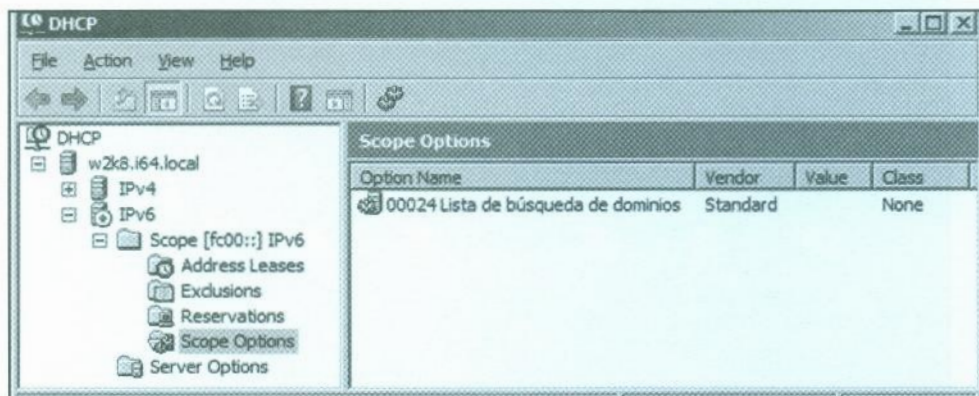 DHCP
File Action View Help
DHCP
w2k8.i64.local
IPv4
IPv6
Scope [fc00::] IPv6
Address Leases
Exclusions
Reservations
Scope Options
Server Options
Scope Options
Option Name Vendor Value Class
00024 Lista de búsqueda de dominios Standard None